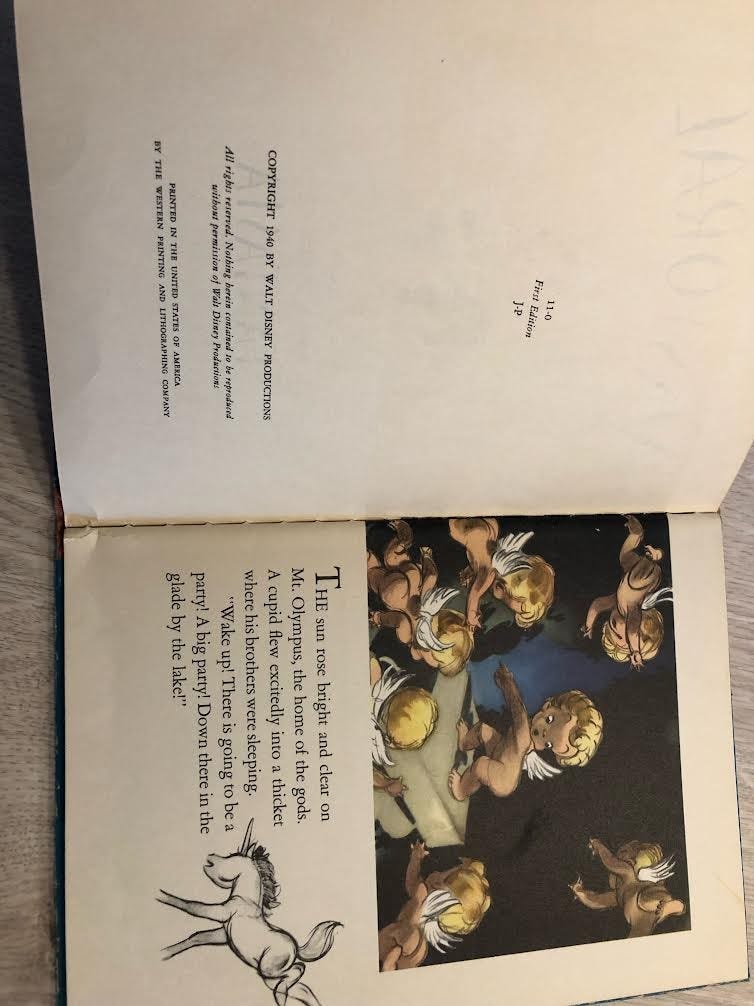 11-0
First Edition
J-P
COPYRIGHT 1940 BY WALT DISNEY PRODUCTIONS
All rights reserved. Nothing herein contained to be reproduced
without permission of Walt Disney Productions
PRINTED IN THE UNITED STATES OF AMERICA
BY THE WESTERN PRINTING AND LITHOGRAPHING COMPANY
THE sun rose bright and clear on
Mt. Olympus, the home of the gods.
A cupid flew excitedly into a thicket
where his brothers were sleeping.
"Wake up! There is going to be a
party! A big party! Down there in the
glade by the lake!"